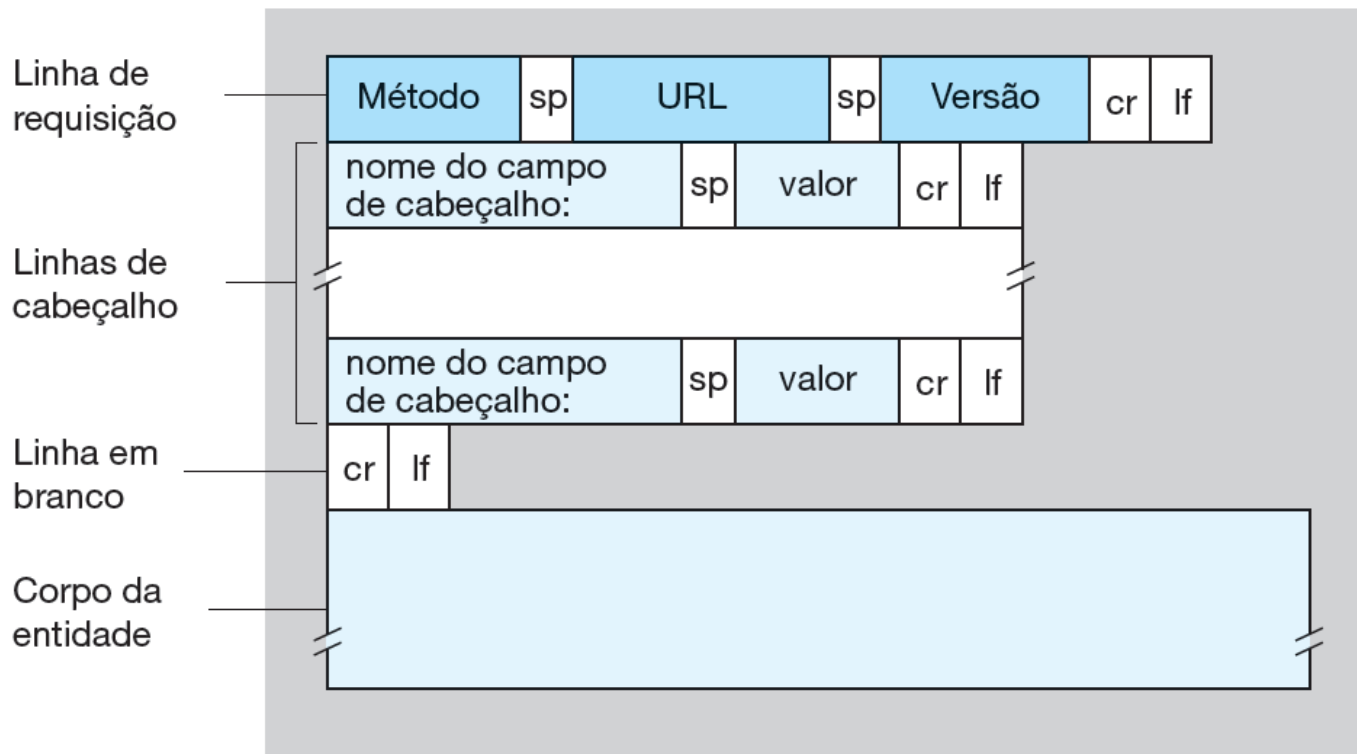 Linha de
requisição
Método sp URL sp Versão cr lf
nome do campo
de cabeçalho:
sp valor cr lf
Linhas de
cabeçalho
nome do campo
de cabeçalho:
sp valor cr lf
Linha em
branco
cr lf
Corpo da
entidade